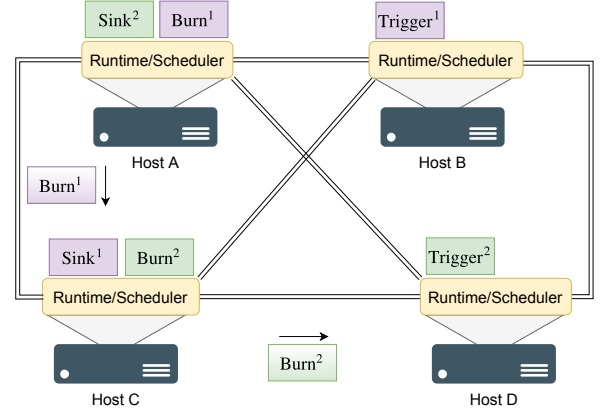 Sink²
Burn¹
Trigger¹
Runtime/Scheduler
Runtime/Scheduler
Host A
Host B
Burn¹
Sink¹
Burn²
Trigger²
Runtime/Scheduler
Runtime/Scheduler
Burn²
Host C
Host D